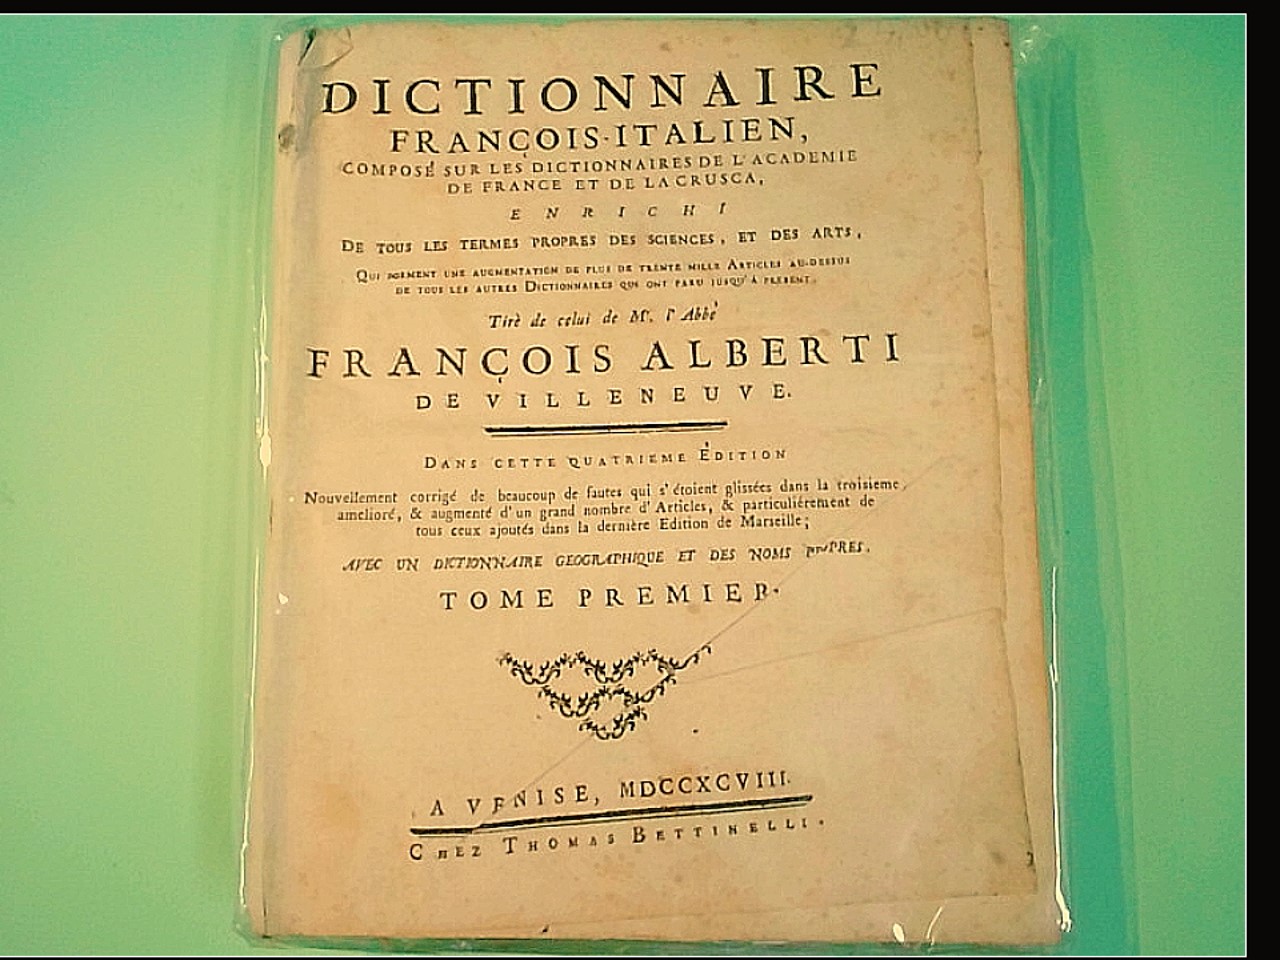 DICTIONNAIRE
FRANÇOIS-ITALIEN,
COMPOSÉ SUR LES DICTIONNAIRES DE L'ACADEMIE
DE FRANCE ET DE LA CRUSCA,
ENRICHI
DE TOUS LES TERMES PROPRES DES SCIENCES, ET DES ARTS,
QUI FORMENT UNE AUGMENTATION DE PLUS DE TRENTE MILLE ARTICLES AU-DESSUS
DE TOUS LES AUTRES DICTIONNAIRES QUI ONT PARU JUSQU'À PRESENT.
Tirè de celui de Mr. l'Abbé
FRANÇOIS ALBERTI
DE VILLENEUVE.
DANS CETTE QUATRIEME ÉDITION
Nouvellement corrigé de beaucoup de fautes qui s'étoient glissées dans la troisieme,
amelioré, & augmenté d'un grand nombre d'Articles, & particuliérement de
tous ceux ajoutés dans la dernière Edition de Marseille;
AVEC UN DICTIONNAIRE GEOGRAPHIQUE ET DES NOMS PROPRES.
TOME PREMIER.
A VENISE, MDCCXCVIII.
CHEZ THOMAS BETTINELLI.